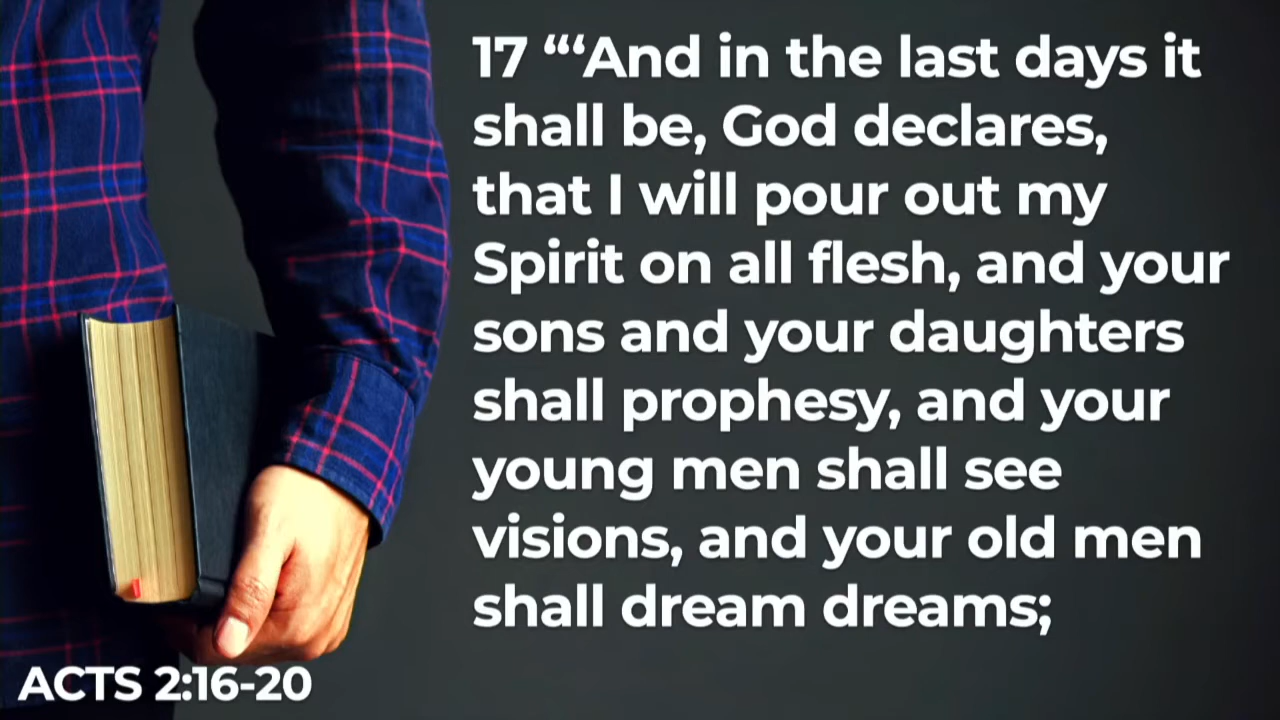 17 “‘And in the last days it
shall be, God declares,
that I will pour out my
Spirit on all flesh, and your
sons and your daughters
shall prophesy, and your
young men shall see
visions, and your old men
shall dream dreams;
ACTS 2:16-20